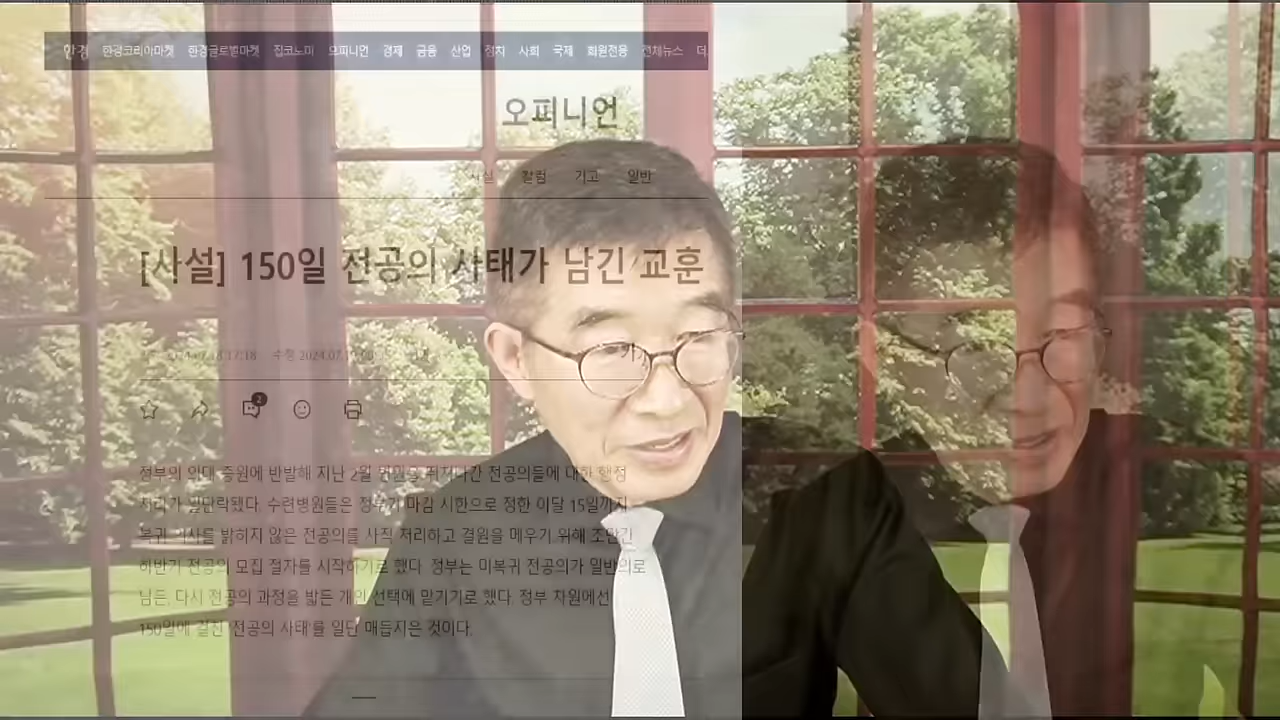 한경 한경코리아마켓 한경글로벌마켓 집코노미 오피니언 경제 금융 산업 정치 사회 국제 회원전용 전체뉴스
오피니언
사설 칼럼 기고 일반
[사설] 150일 전공의 사태가 남긴 교훈
수정 2024.07.19
2
정부의 의대 증원에 반발해 지난 2월 병원을 뛰쳐나간 전공의들에 대한 행정
처리가 일단락됐다. 수련병원들은 정부가 마감 시한으로 정한 이달 15일까지
복귀 의사를 밝히지 않은 전공의를 사직 처리하고 결원을 메우기 위해 조만간
하반기 전공의 모집 절차를 시작하기로 했다. 정부는 미복귀 전공의가 일반의로
남든, 다시 전공의 과정을 밟든 개인 선택에 맡기기로 했다. 정부 차원에선
150일에 걸친 '전공의 사태'를 일단 매듭지은 것이다.